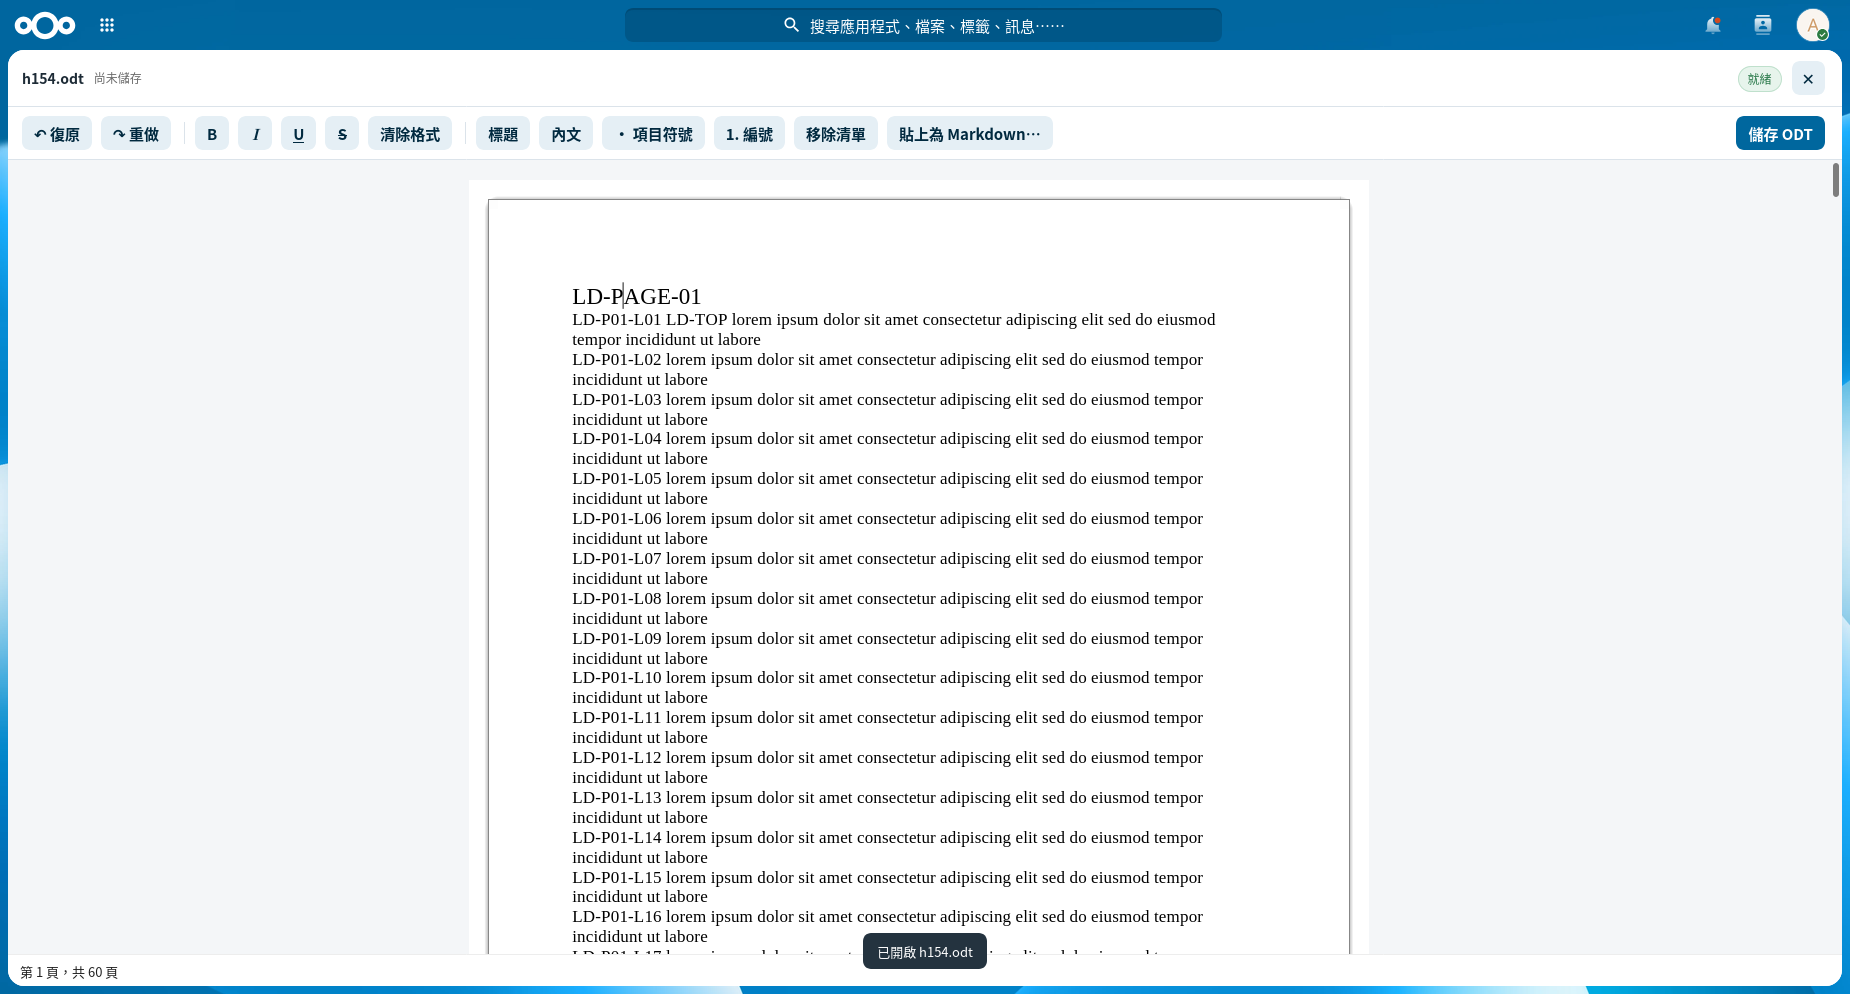 搜尋應用程式、檔案、標籤、訊息……
A
h154.odt 尚未儲存
就緒 ×
↶ 復原 ↷ 重做 B I U S 清除格式 標題 內文 • 項目符號 1. 編號 移除清單 貼上為 Markdown… 儲存 ODT
LD-PAGE-01
LD-P01-L01 LD-TOP lorem ipsum dolor sit amet consectetur adipiscing elit sed do eiusmod
tempor incididunt ut labore
LD-P01-L02 lorem ipsum dolor sit amet consectetur adipiscing elit sed do eiusmod tempor
incididunt ut labore
LD-P01-L03 lorem ipsum dolor sit amet consectetur adipiscing elit sed do eiusmod tempor
incididunt ut labore
LD-P01-L04 lorem ipsum dolor sit amet consectetur adipiscing elit sed do eiusmod tempor
incididunt ut labore
LD-P01-L05 lorem ipsum dolor sit amet consectetur adipiscing elit sed do eiusmod tempor
incididunt ut labore
LD-P01-L06 lorem ipsum dolor sit amet consectetur adipiscing elit sed do eiusmod tempor
incididunt ut labore
LD-P01-L07 lorem ipsum dolor sit amet consectetur adipiscing elit sed do eiusmod tempor
incididunt ut labore
LD-P01-L08 lorem ipsum dolor sit amet consectetur adipiscing elit sed do eiusmod tempor
incididunt ut labore
LD-P01-L09 lorem ipsum dolor sit amet consectetur adipiscing elit sed do eiusmod tempor
incididunt ut labore
LD-P01-L10 lorem ipsum dolor sit amet consectetur adipiscing elit sed do eiusmod tempor
incididunt ut labore
LD-P01-L11 lorem ipsum dolor sit amet consectetur adipiscing elit sed do eiusmod tempor
incididunt ut labore
LD-P01-L12 lorem ipsum dolor sit amet consectetur adipiscing elit sed do eiusmod tempor
incididunt ut labore
LD-P01-L13 lorem ipsum dolor sit amet consectetur adipiscing elit sed do eiusmod tempor
incididunt ut labore
LD-P01-L14 lorem ipsum dolor sit amet consectetur adipiscing elit sed do eiusmod tempor
incididunt ut labore
LD-P01-L15 lorem ipsum dolor sit amet consectetur adipiscing elit sed do eiusmod tempor
incididunt ut labore
LD-P01-L16 lorem ipsum dolor sit amet consectetur adipiscing elit sed do eiusmod tempor
incididunt ut labore
已開啟 h154.odt
第 1 頁，共 60 頁